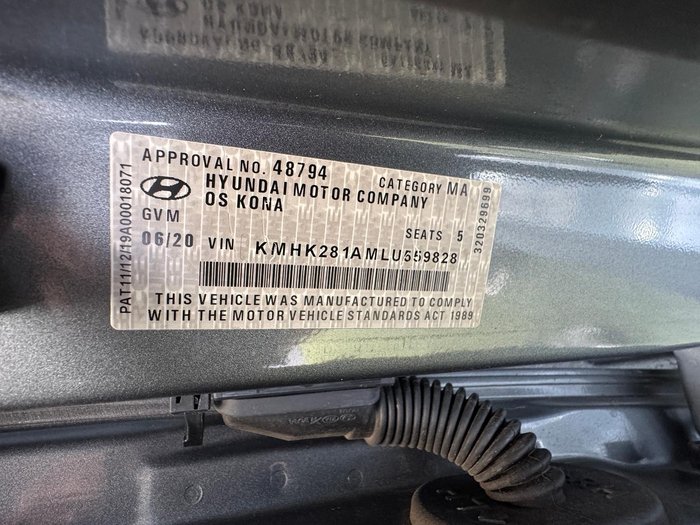 APPROVAL NO. 48794
CATEGORY MA
HYUNDAI MOTOR COMPANY
OS KONA
GVM
SEATS 5
06/20 VIN KMHK281AMLU559828
THIS VEHICLE WAS MANUFACTURED TO COMPLY
WITH THE MOTOR VEHICLE STANDARDS ACT 1989
PAT11/12/19A00018071
320329699